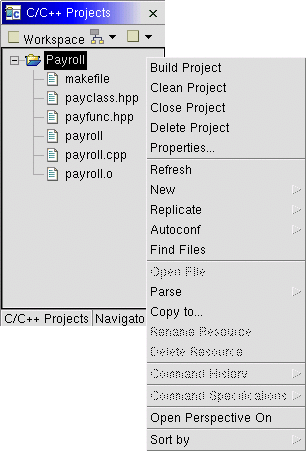 C/C++ Projects
Workspace
Payroll
makefile
payclass.hpp
payfunc.hpp
payroll
payroll.cpp
payroll.o
C/C++ Projects
Navigato
Build Project
Clean Project
Close Project
Delete Project
Properties...
Refresh
New
Replicate
Autoconf
Find Files
Open File
Parse
Copy to...
Rename Resource
Delete Resource
Command History
Command Specifications
Open Perspective On
Sort by